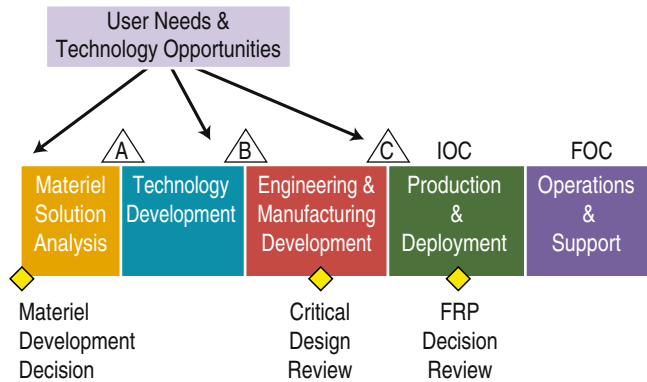 User Needs &
Technology Opportunities
A
B
C
IOC
FOC
Materiel
Solution
Analysis
Technology
Development
Engineering &
Manufacturing
Development
Production
&
Deployment
Operations
&
Support
Materiel
Development
Decision
Critical
Design
Review
FRP
Decision
Review